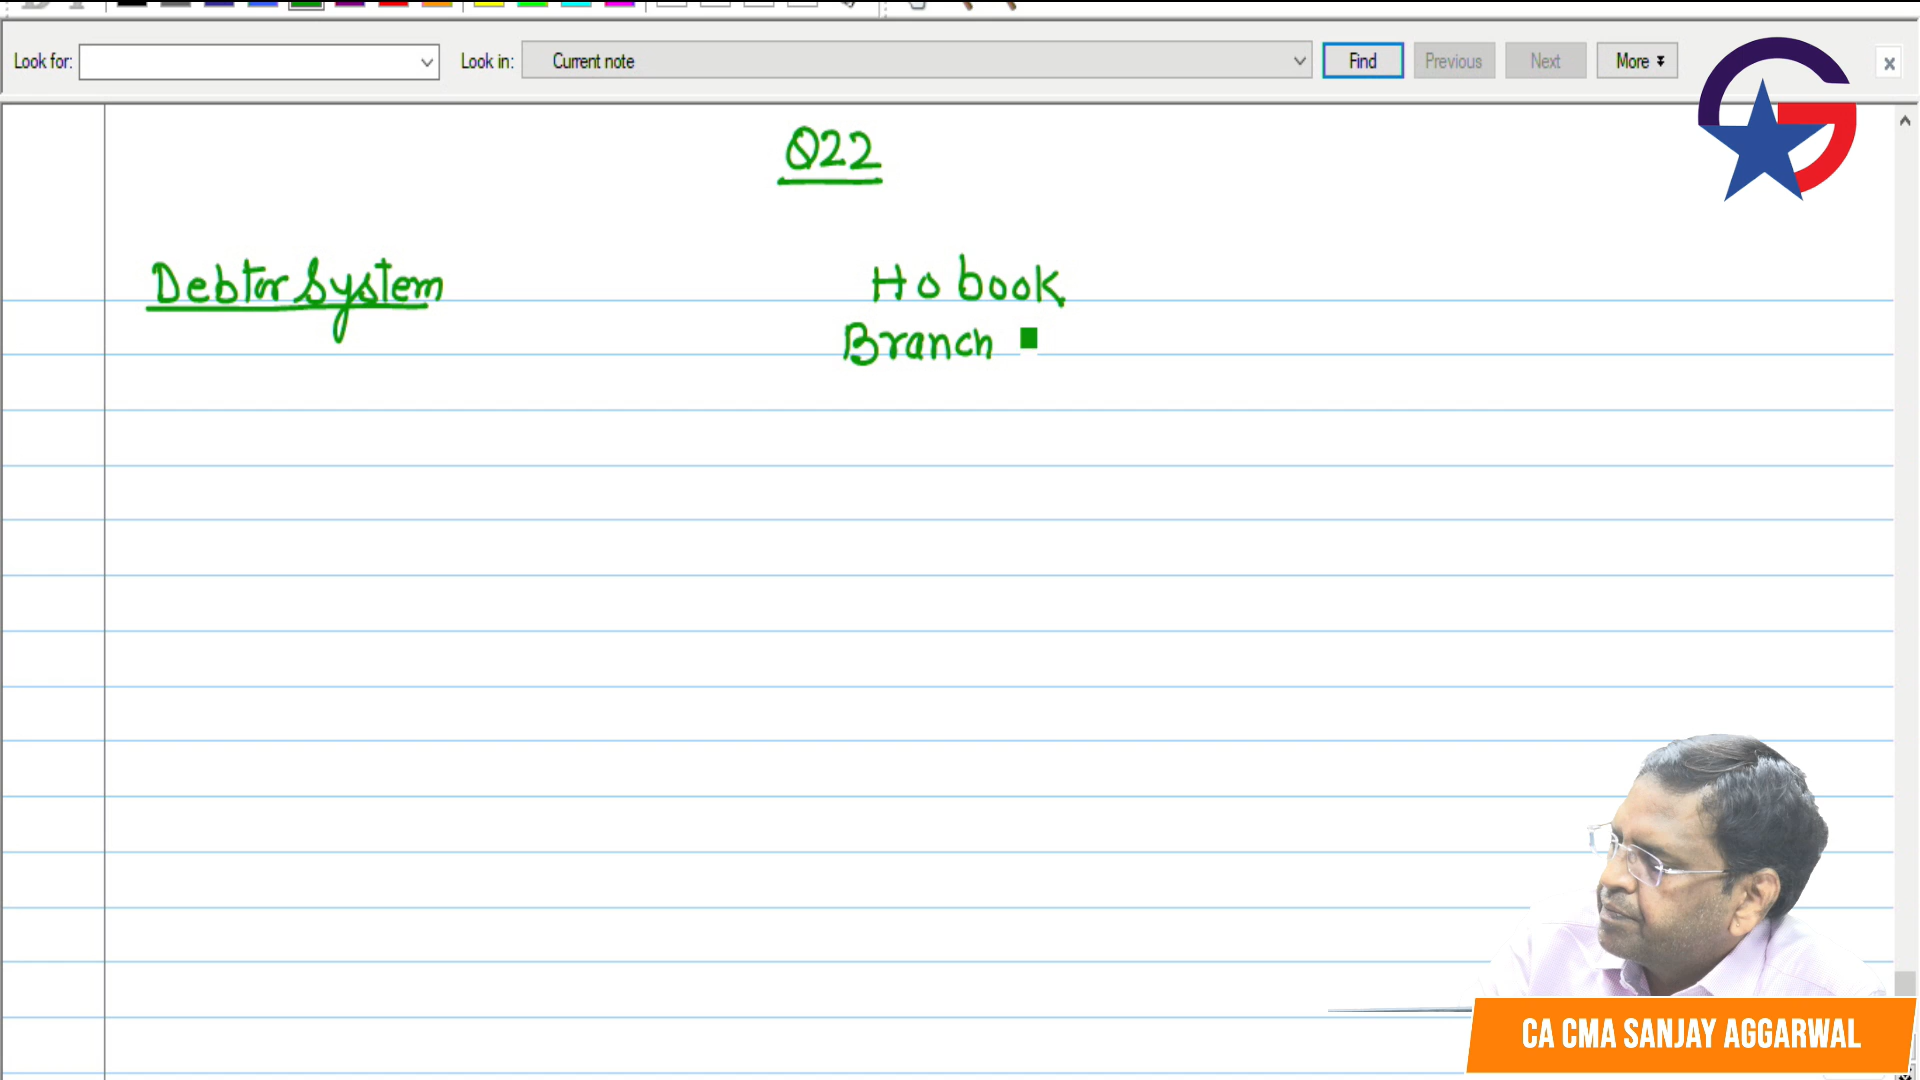 Look for:
Look in: Current note Find Previous Next More
Q22
Debtor System
Ho book
Branch
CA CMA SANJAY AGGARWAL